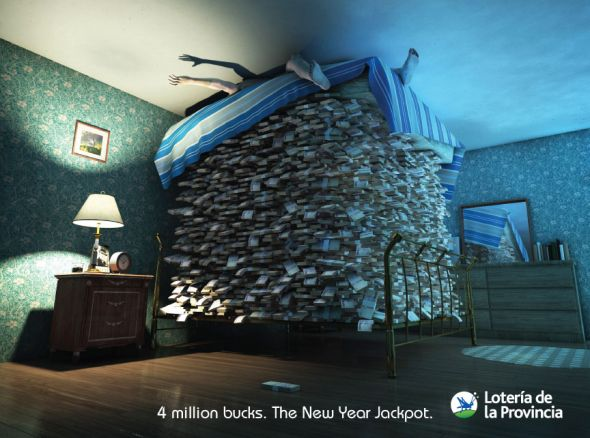 4 million bucks. The New Year Jackpot.
Lotería de
la Provincia